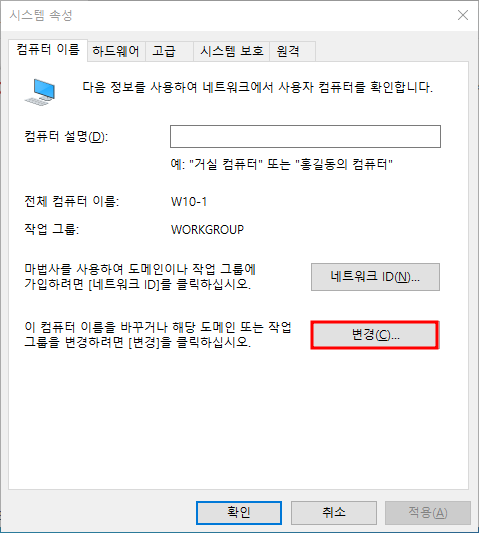 시스템 속성
컴퓨터 이름 하드웨어 고급 시스템 보호 원격
다음 정보를 사용하여 네트워크에서 사용자 컴퓨터를 확인합니다.
컴퓨터 설명(D):
예: "거실 컴퓨터" 또는 "홍길동의 컴퓨터"
전체 컴퓨터 이름: W10-1
작업 그룹: WORKGROUP
마법사를 사용하여 도메인이나 작업 그룹에
가입하려면 [네트워크 ID]를 클릭하십시오.
네트워크 ID(N)...
이 컴퓨터 이름을 바꾸거나 해당 도메인 또는 작업
그룹을 변경하려면 [변경]을 클릭하십시오.
변경(C)...
확인 취소 적용(A)